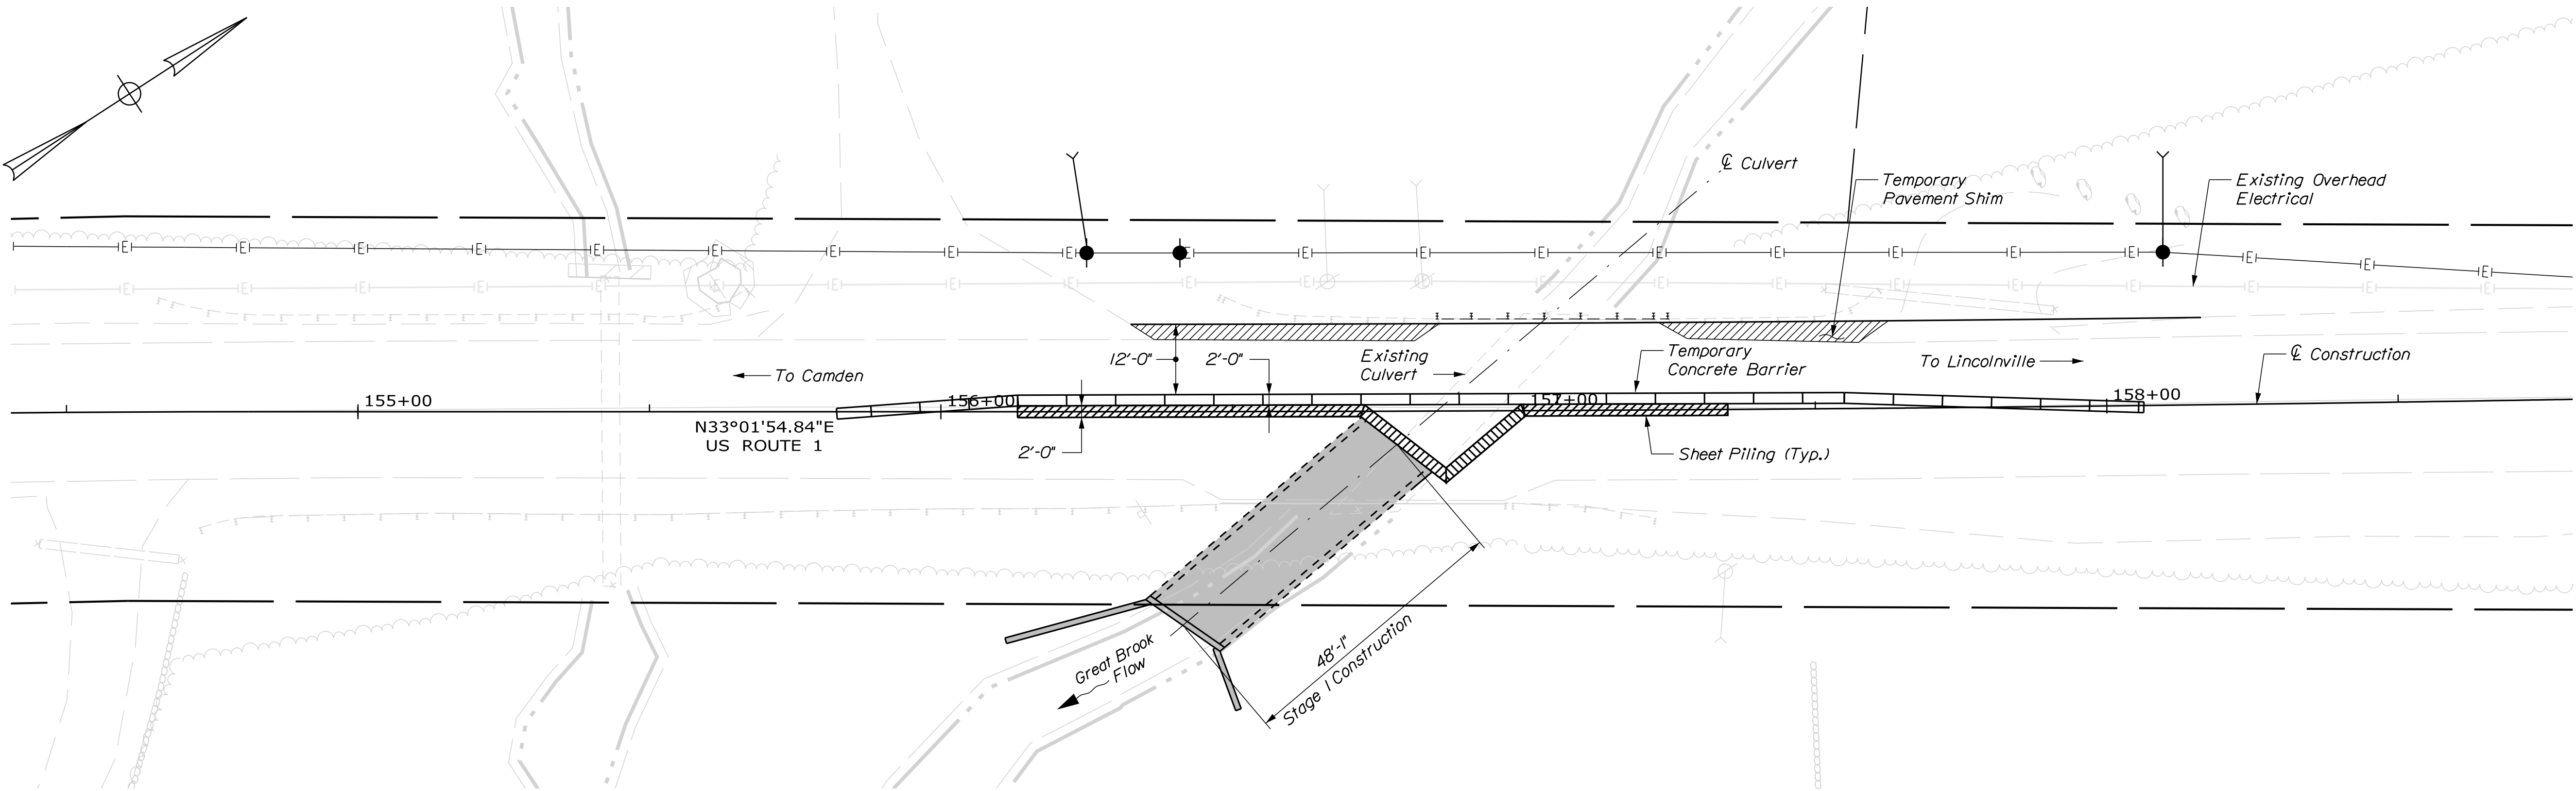 ℄ Culvert
Temporary
Pavement Shim
Existing Overhead
Electrical
E E E E E E E E E E E E E E E E E E E E E
E E E E E E E E E E E E E E E E E E E E E
12'-0"
2'-0"
Existing
Culvert
Temporary
Concrete Barrier
To Lincolnville
℄ Construction
To Camden
155+00
156+00
157+00
158+00
N33°01'54.84"E
US ROUTE 1
2'-0"
Sheet Piling (Typ.)
Great Brook
Flow
48'-1"
Stage 1 Construction